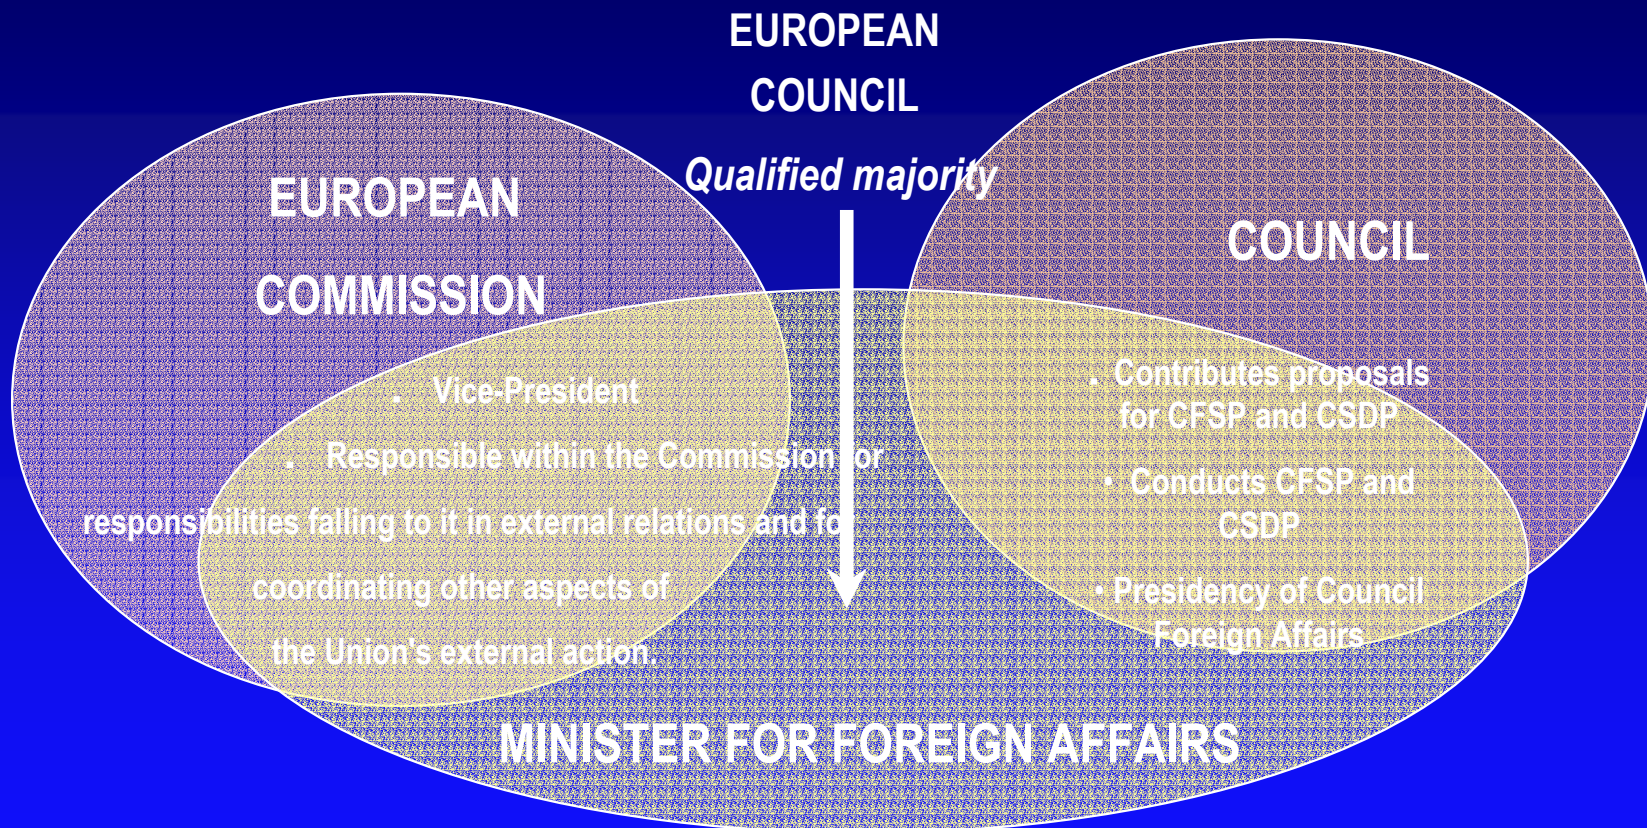 EUROPEAN
COUNCIL
Qualified majority
EUROPEAN
COMMISSION
. Vice-President
. Responsible within the Commission for
responsibilities falling to it in external relations and for
coordinating other aspects of
the Union's external action
COUNCIL
. Contributes proposals
for CFSP and CSDP
• Conducts CFSP and
CSDP
• Presidency of Council
Foreign Affairs
MINISTER FOR FOREIGN AFFAIRS